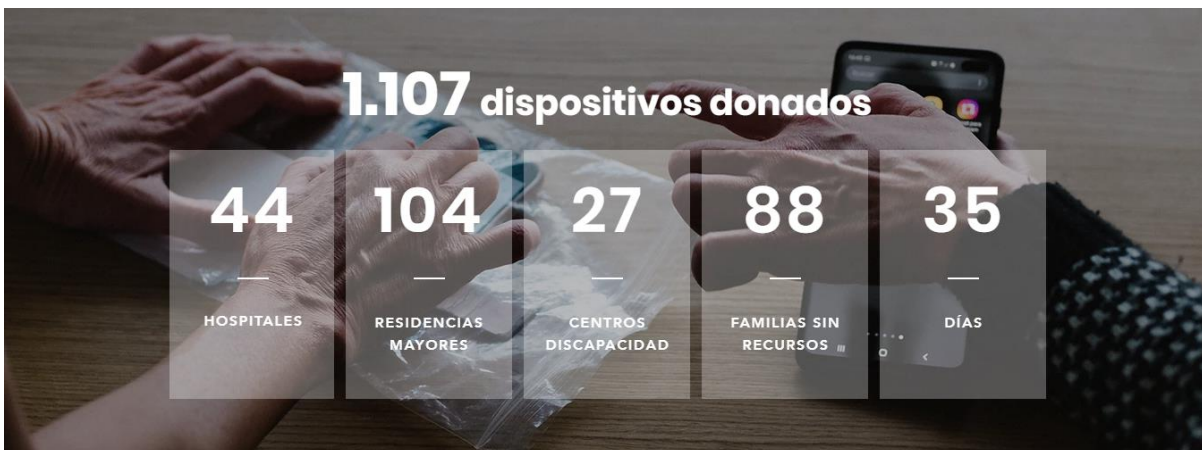 1.107 dispositivos donados
44
HOSPITALES
104
RESIDENCIAS
MAYORES
27
CENTROS
DISCAPACIDAD
88
FAMILIAS SIN
RECURSOS
35
DÍAS